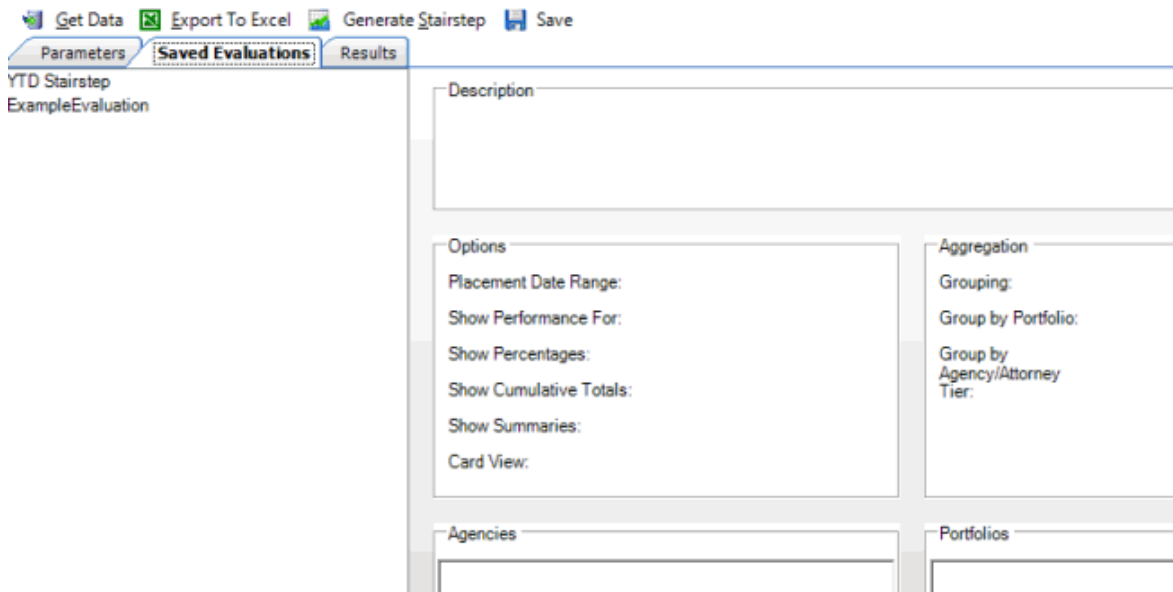 Get Data Export To Excel Generate Stairstep Save
Parameters Saved Evaluations Results
YTD Stairstep
ExampleEvaluation
Description
Options
Placement Date Range:
Show Performance For:
Show Percentages:
Show Cumulative Totals:
Show Summaries:
Card View:
Aggregation
Grouping:
Group by Portfolio:
Group by
Agency/Attorney
Tier:
Agencies
Portfolios